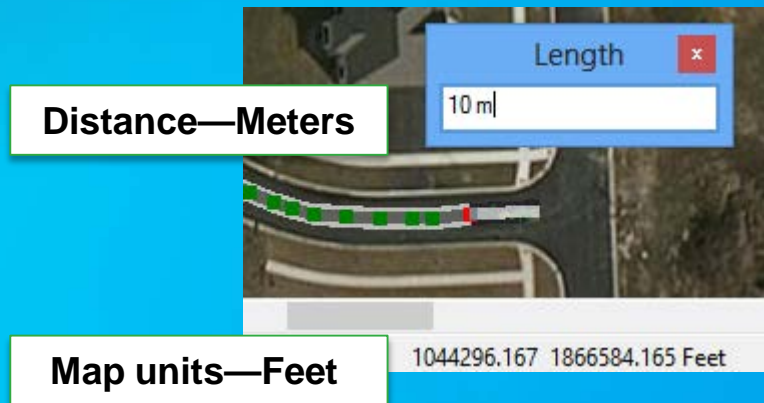 Length
x
10 m
Distance—Meters
1044296.167 1866584.165 Feet
Map units—Feet